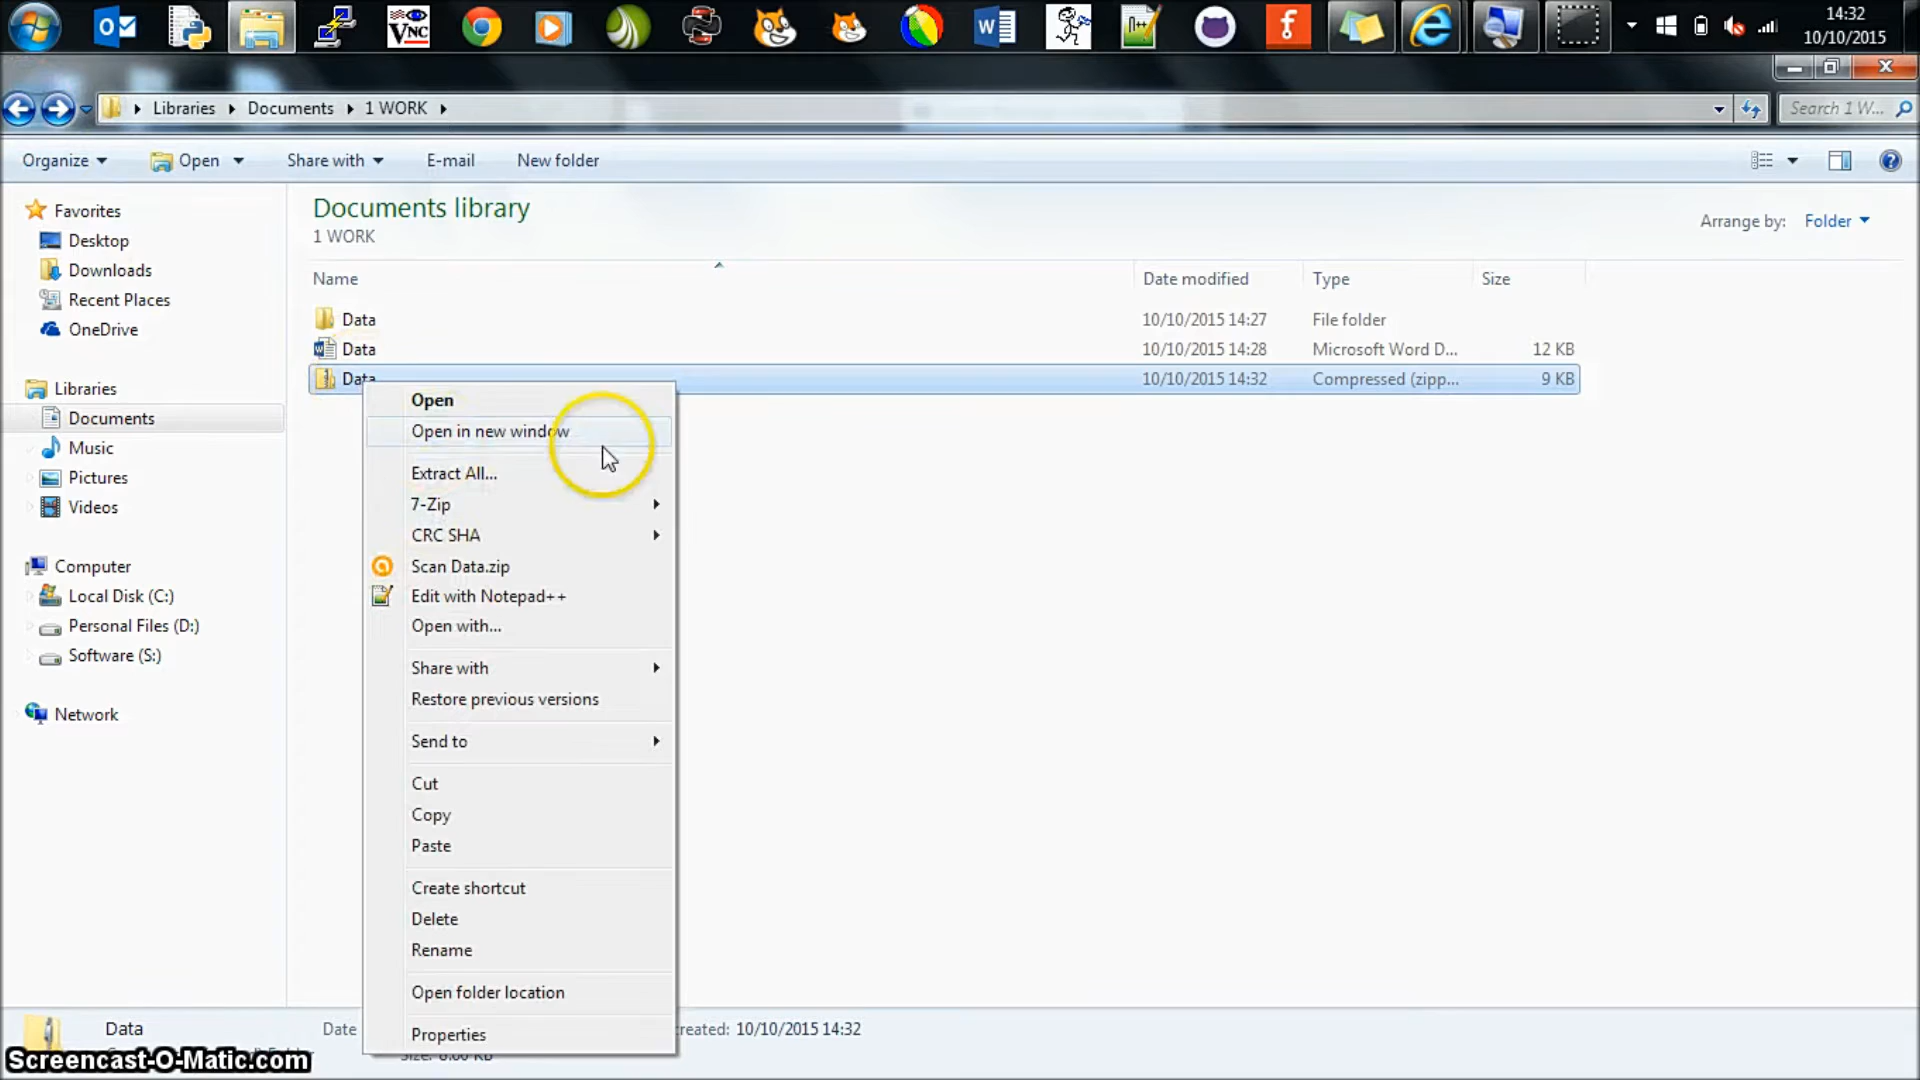 14:32
10/10/2015
VNC
Libraries Documents 1 WORK
Search 1 W...
Organize Open Share with E-mail New folder
Documents library
1 WORK
Arrange by: Folder
Name Date modified Type Size
Data 10/10/2015 14:27 File folder
Data 10/10/2015 14:28 Microsoft Word D... 12 KB
Data 10/10/2015 14:32 Compressed (zipp... 9 KB
Favorites
Desktop
Downloads
Recent Places
OneDrive
Libraries
Documents
Music
Pictures
Videos
Computer
Local Disk (C:)
Personal Files (D:)
Software (S:)
Network
Open
Open in new window
Extract All...
7-Zip
CRC SHA
Scan Data.zip
Edit with Notepad++
Open with...
Share with
Restore previous versions
Send to
Cut
Copy
Paste
Create shortcut
Delete
Rename
Open folder location
Properties
Data Date reated: 10/10/2015 14:32
Screencast-O-Matic.com